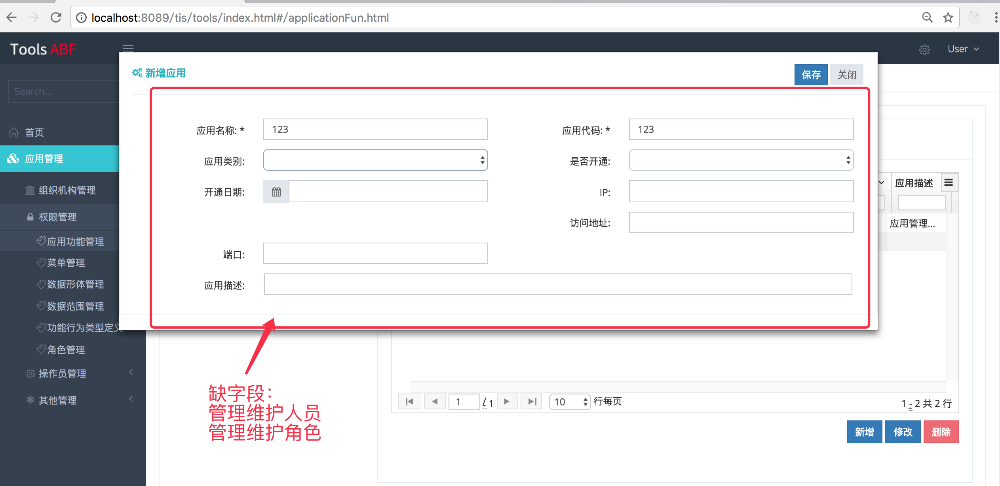 localhost:8089/tis/tools/index.html#/applicationFun.html
Tools ABF
User
Search...
首页
应用管理
组织机构管理
权限管理
应用功能管理
菜单管理
数据形体管理
数据范围管理
功能行为类型定义
角色管理
操作员管理
其他管理
新增应用
保存
关闭
应用名称: *
123
应用代码: *
123
应用类别:
是否开通:
开通日期:
IP:
访问地址:
端口:
应用描述:
应用描述
应用管理...
缺字段：
管理维护人员
管理维护角色
1 / 1
10 行每页
1 - 2 共 2 行
新增
修改
删除